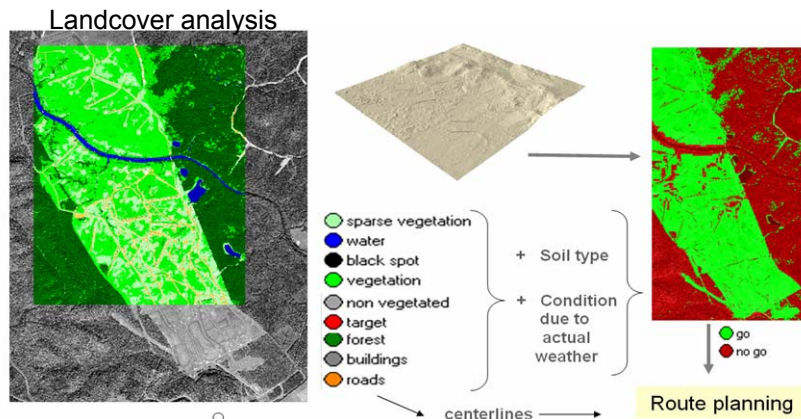 Landcover analysis
sparse vegetation
water
black spot
vegetation
non vegetated
target
forest
buildings
roads
+ Soil type
+ Condition
due to
actual
weather
centerlines
go
no go
Route planning